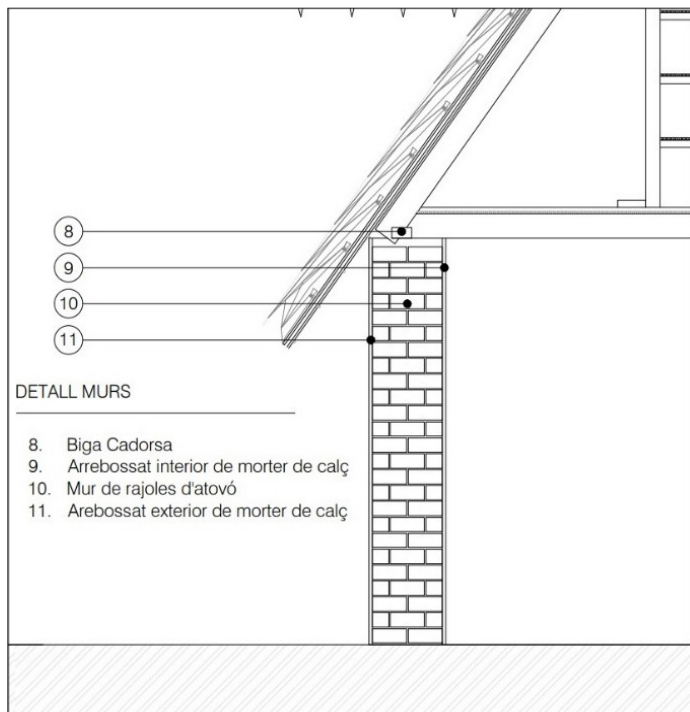 8
9
10
11
DETALL MURS
8. Biga Cadorsa
9. Arrebossat interior de morter de calç
10. Mur de rajoles d'atovó
11. Arebossat exterior de morter de calç